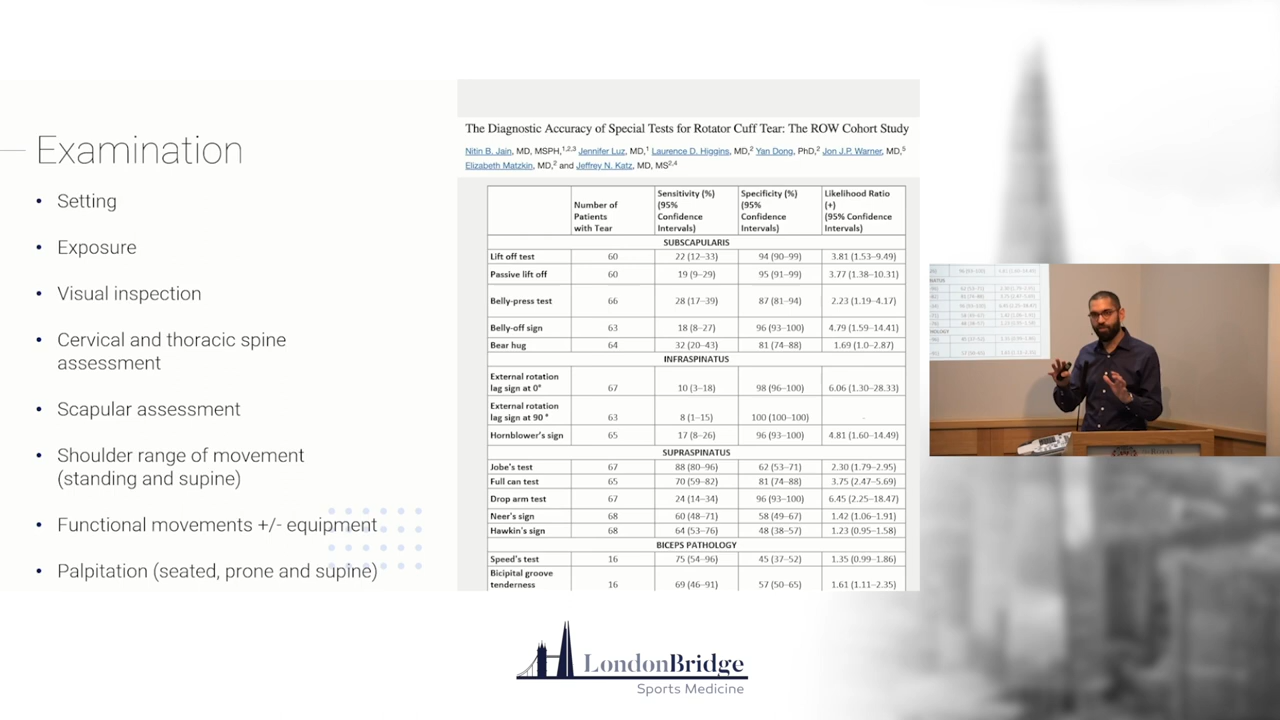 Examination
• Setting
• Exposure
• Visual inspection
• Cervical and thoracic spine
assessment
• Scapular assessment
• Shoulder range of movement
(standing and supine)
• Functional movements +/- equipment
• Palpitation (seated, prone and supine)
The Diagnostic Accuracy of Special Tests for Rotator Cuff Tear: The ROW Cohort Study
Nitin B. Jain, MD, MSPH,1,2,3 Jennifer Luz, MD,1 Laurence D. Higgins, MD,2 Yan Dong, PhD,2 Jon J.P. Warner, MD,5
Elizabeth Matzkin, MD,2 and Jeffrey N. Katz, MD, MS2,4
Number of Patients with Tear Sensitivity (%) (95% Confidence Intervals) Specificity (%) (95% Confidence Intervals) Likelihood Ratio (+) (95% Confidence Intervals)
SUBSCAPULARIS
Lift off test 60 22 (12–33) 94 (90–99) 3.81 (1.53–9.49)
Passive lift off 60 19 (9–29) 95 (91–99) 3.77 (1.38–10.31)
Belly-press test 66 28 (17–39) 87 (81–94) 2.23 (1.19–4.17)
Belly-off sign 63 18 (8–27) 96 (93–100) 4.79 (1.59–14.41)
Bear hug 64 32 (20–43) 81 (74–88) 1.69 (1.0–2.87)
INFRASPINATUS
External rotation lag sign at 0° 67 10 (3–18) 98 (96–100) 6.06 (1.30–28.33)
External rotation lag sign at 90 ° 63 8 (1–15) 100 (100–100) -
Hornblower's sign 65 17 (8–26) 96 (93–100) 4.81 (1.60–14.49)
SUPRASPINATUS
Jobe's test 67 88 (80–96) 62 (53–71) 2.30 (1.79–2.95)
Full can test 65 70 (59–82) 81 (74–88) 3.75 (2.47–5.69)
Drop arm test 67 24 (14–34) 96 (93–100) 6.45 (2.25–18.47)
Neer's sign 68 60 (48–71) 58 (49–67) 1.42 (1.06–1.91)
Hawkin's sign 68 64 (53–76) 48 (38–57) 1.23 (0.95–1.58)
BICEPS PATHOLOGY
Speed's test 16 75 (54–96) 45 (37–52) 1.35 (0.99–1.86)
Bicipital groove tenderness 16 69 (46–91) 57 (50–65) 1.61 (1.11–2.35)
LondonBridge
Sports Medicine